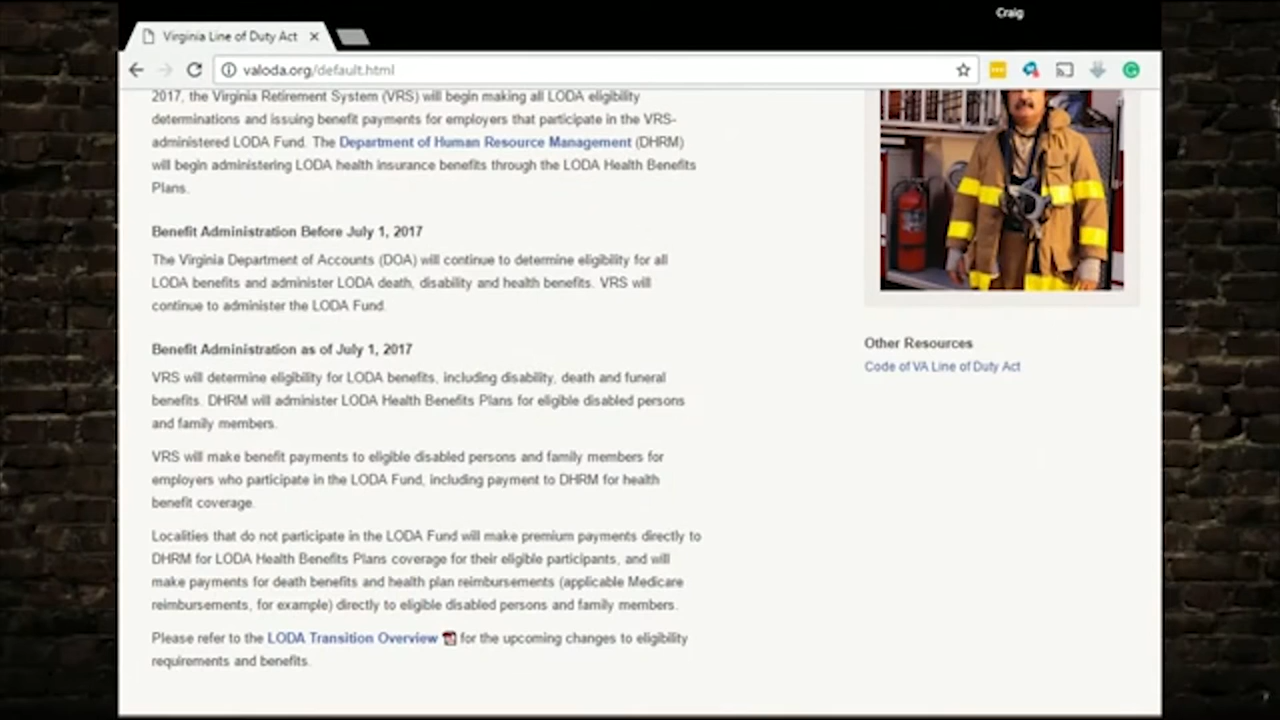 Craig
Virginia Line of Duty Act
valoda.org/default.html
2017, the Virginia Retirement System (VRS) will begin making all LODA eligibility
determinations and issuing benefit payments for employers that participate in the VRS-
administered LODA Fund. The Department of Human Resource Management (DHRM)
will begin administering LODA health insurance benefits through the LODA Health Benefits
Plans.
Benefit Administration Before July 1, 2017
The Virginia Department of Accounts (DOA) will continue to determine eligibility for all
LODA benefits and administer LODA death, disability and health benefits. VRS will
continue to administer the LODA Fund.
Benefit Administration as of July 1, 2017
VRS will determine eligibility for LODA benefits, including disability, death and funeral
benefits. DHRM will administer LODA Health Benefits Plans for eligible disabled persons
and family members.
VRS will make benefit payments to eligible disabled persons and family members for
employers who participate in the LODA Fund, including payment to DHRM for health
benefit coverage.
Localities that do not participate in the LODA Fund will make premium payments directly to
DHRM for LODA Health Benefits Plans coverage for their eligible participants, and will
make payments for death benefits and health plan reimbursements (applicable Medicare
reimbursements, for example) directly to eligible disabled persons and family members.
Please refer to the LODA Transition Overview for the upcoming changes to eligibility
requirements and benefits.
Other Resources
Code of VA Line of Duty Act